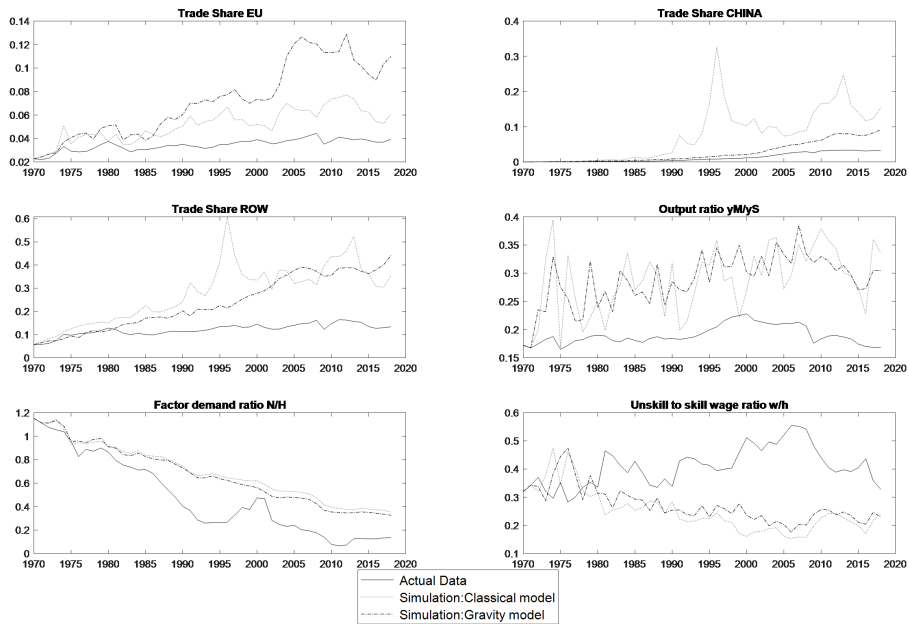 Trade Share EU
0.14
0.12
0.1
0.08
0.06
0.04
0.02
1970 1975 1980 1985 1990 1995 2000 2005 2010 2015 2020
Trade Share CHINA
0.4
0.3
0.2
0.1
0
1970 1975 1980 1985 1990 1995 2000 2005 2010 2015 2020
Trade Share ROW
0.6
0.5
0.4
0.3
0.2
0.1
0
1970 1975 1980 1985 1990 1995 2000 2005 2010 2015 2020
Output ratio yM/yS
0.4
0.35
0.3
0.25
0.2
0.15
1970 1975 1980 1985 1990 1995 2000 2005 2010 2015 2020
Factor demand ratio N/H
1.2
1
0.8
0.6
0.4
0.2
0
1970 1975 1980 1985 1990 1995 2000 2005 2010 2015 2020
Unskill to skill wage ratio w/h
0.6
0.5
0.4
0.3
0.2
0.1
1970 1975 1980 1985 1990 1995 2000 2005 2010 2015 2020
Actual Data
Simulation:Classical model
Simulation:Gravity model